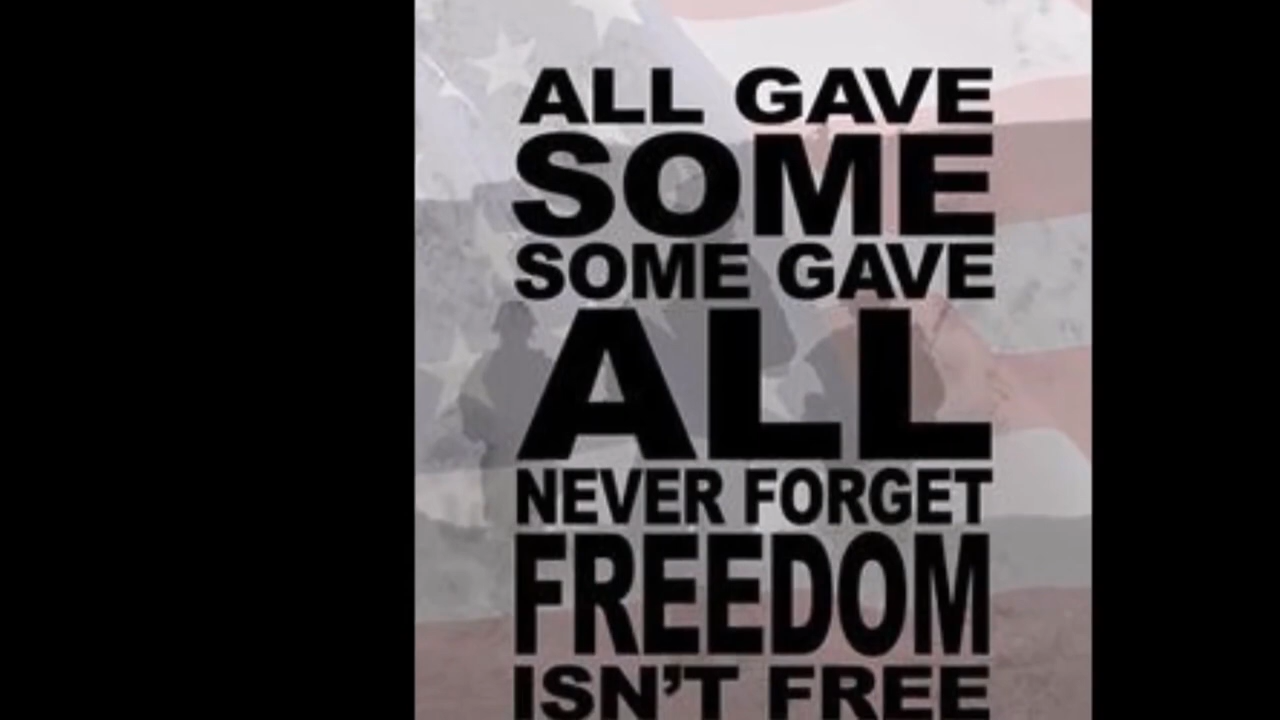 ALL GAVE
SOME
SOME GAVE
ALL
NEVER FORGET
FREEDOM
ISN’T FREE